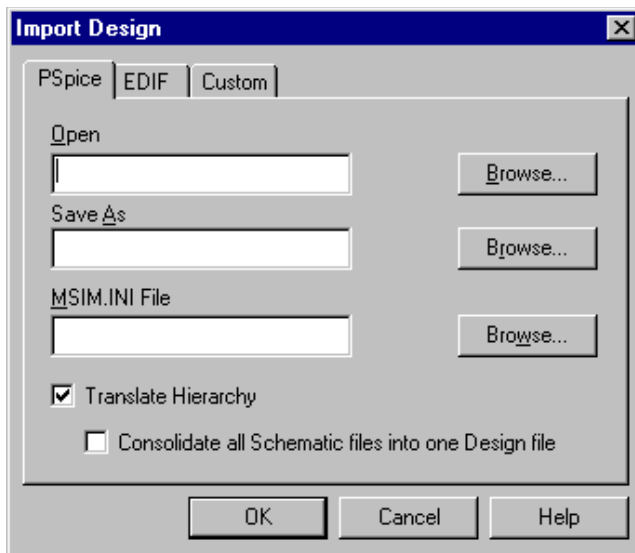 Import Design
PSpice EDIF Custom
Open
Browse...
Save As
Browse...
MSIM.INI File
Browse...
Translate Hierarchy
Consolidate all Schematic files into one Design file
OK Cancel Help